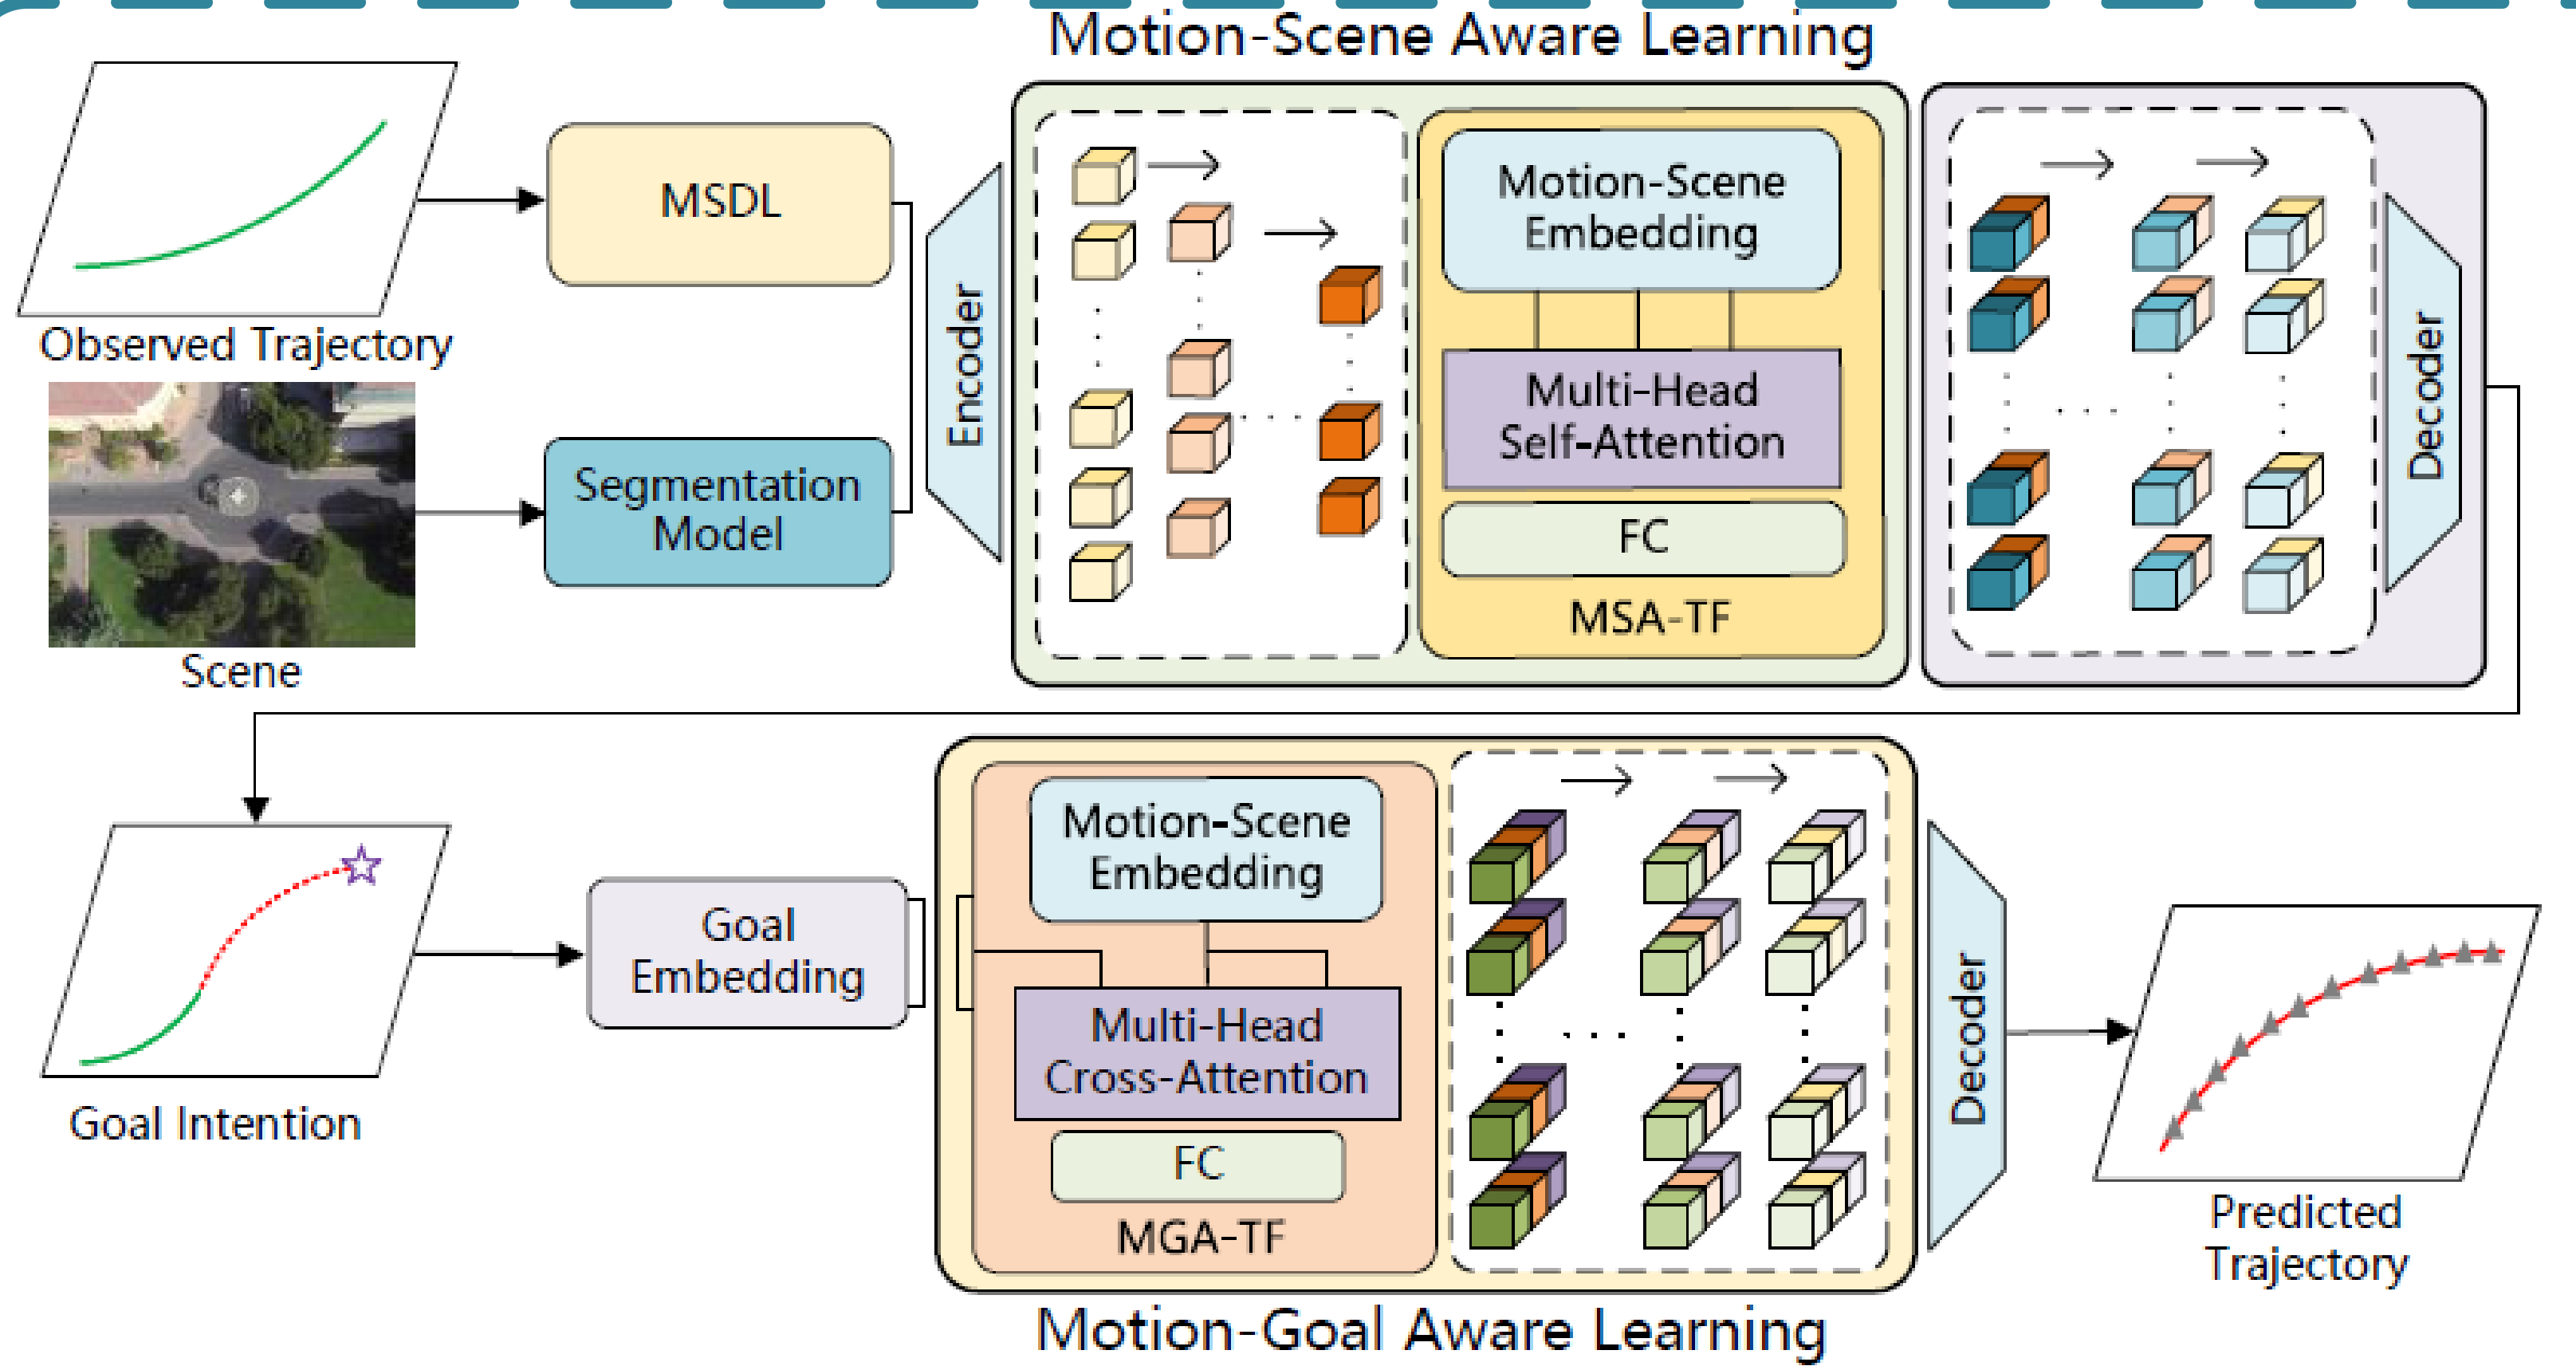 Motion-Scene Aware Learning
Observed Trajectory
MSDL
Scene
Segmentation
Model
Encoder
Motion-Scene
Embedding
Multi-Head
Self-Attention
FC
MSA-TF
Decoder
Goal Intention
Goal
Embedding
Motion-Scene
Embedding
Multi-Head
Cross-Attention
FC
MGA-TF
Decoder
Predicted
Trajectory
Motion-Goal Aware Learning